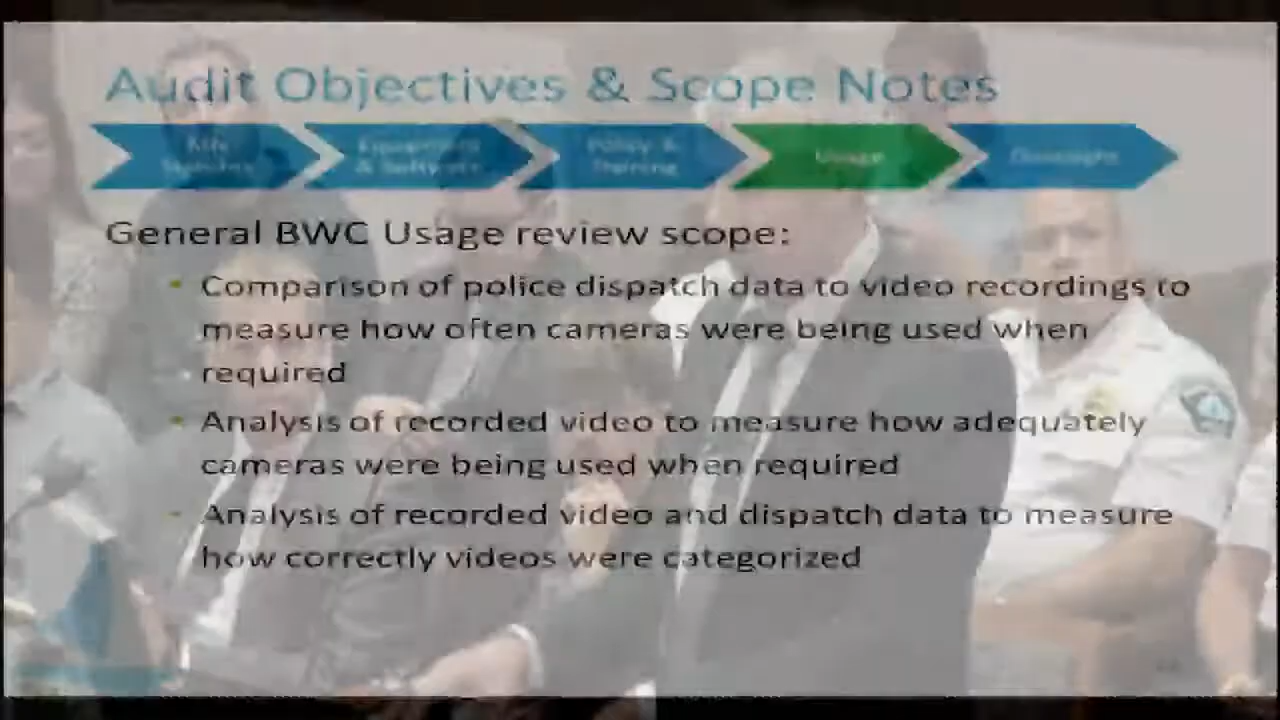 Audit Objectives & Scope Notes
Equipment
& Software
Policy &
Training
Usage
Oversight
General BWC Usage review scope:
Comparison of police dispatch data to video recordings to
measure how often cameras were being used when
required
Analysis of recorded video to measure how adequately
cameras were being used when required
Analysis of recorded video and dispatch data to measure
how correctly videos were categorized